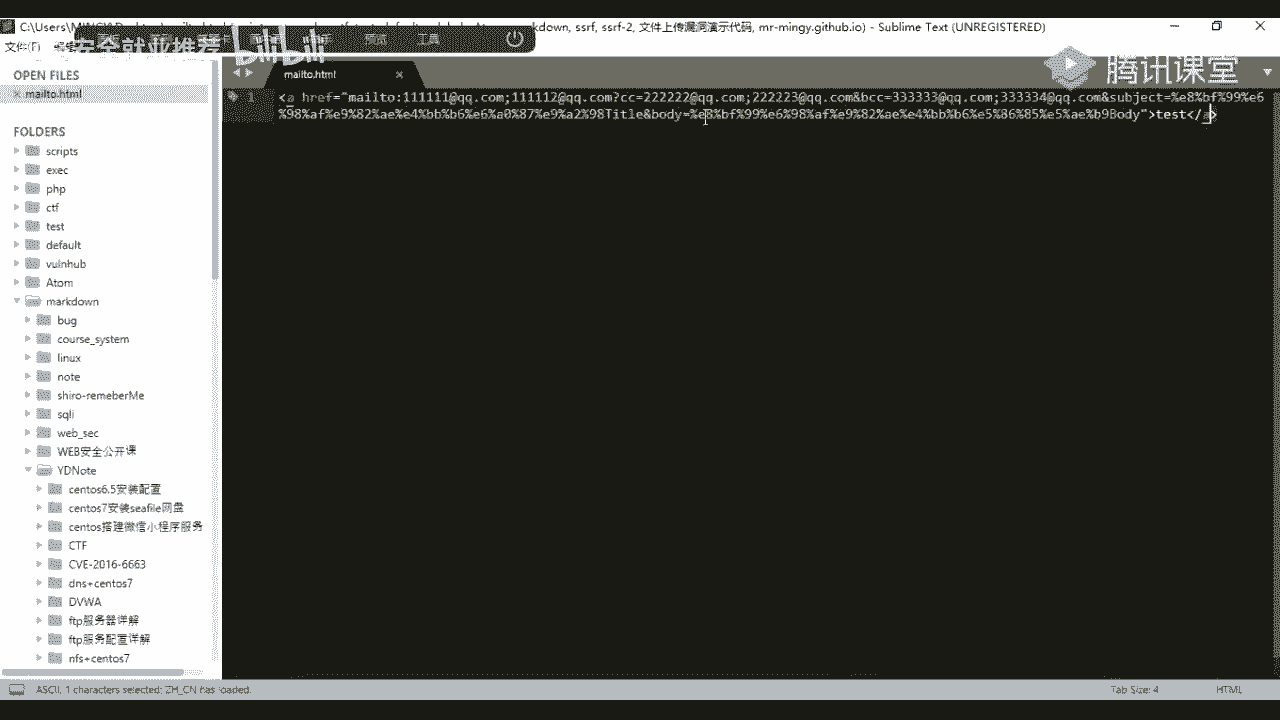 C:\Users\MINGY\D
kdown, ssrf, ssrf-2, 文件上传漏洞演示代码, mr-mingy.github.io) - Sublime Text (UNREGISTERED)
文件(F)
安全就业推荐
bilibili
预览
工具
腾讯课堂
OPEN FILES
mailto.html
mailto.html
1
<a href="mailto:111111@qq.com;111112@qq.com?cc=222222@qq.com;222223@qq.com&bcc=333333@qq.com;333334@qq.com&subject=%e8%bf%99%e6
%98%af%e9%82%ae%e4%bb%b6%e6%a0%87%e9%a2%98Title&body=%e8%bf%99%e6%98%af%e9%82%ae%e4%bb%b6%e5%86%85%e5%ae%b9Body">test</a>
FOLDERS
scripts
exec
php
ctf
test
default
vulnhub
Atom
markdown
bug
course_system
linux
note
shiro-remeberMe
sqli
web_sec
WEB安全公开课
YDNote
centos6.5安装配置
centos7安装seafile网盘
centos搭建微信小程序服务
CTF
CVE-2016-6663
dns+centos7
DVWA
ftp服务器详解
ftp服务配置详解
nfs+centos7
ASCII, 1 characters selected: ZH_CN has loaded.
Tab Size: 4
HTML